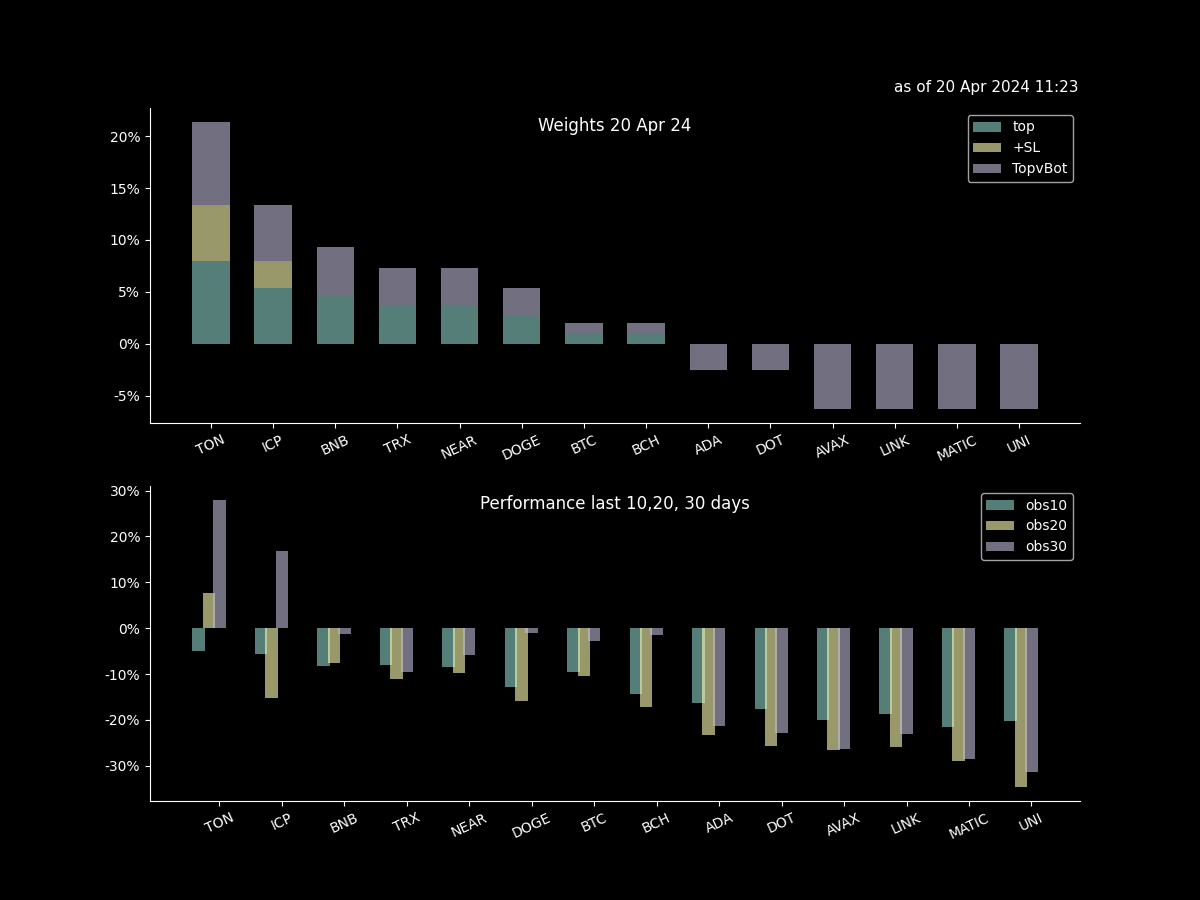 as of 20 Apr 2024 11:23
Weights 20 Apr 24
top
+SL
TopvBot
20%
15%
10%
5%
0%
-5%
TON ICP BNB TRX NEAR DOGE BTC BCH ADA DOT AVAX LINK MATIC UNI
Performance last 10,20, 30 days
obs10
obs20
obs30
30%
20%
10%
0%
-10%
-20%
-30%
TON ICP BNB TRX NEAR DOGE BTC BCH ADA DOT AVAX LINK MATIC UNI